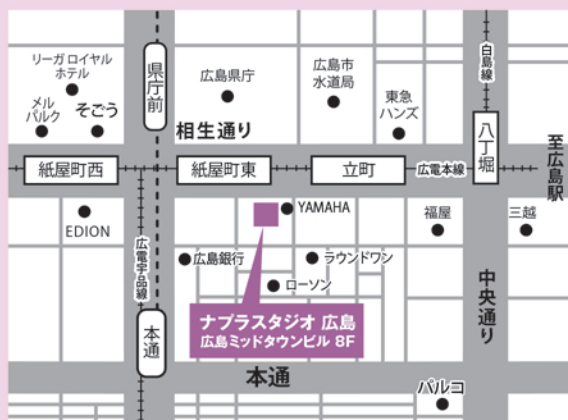 リーガ ロイヤル
ホテル
メル
パルク
そごう
県庁前
広島県庁
広島市
水道局
東急
ハンズ
白島線
八丁堀
相生通り
紙屋町西
紙屋町東
立町
広電本線
至広島駅
EDION
広電宇品線
YAMAHA
福屋
三越
広島銀行
ラウンドワン
ローソン
中央通り
ナプラスタジオ 広島
広島ミッドタウンビル 8F
本通
本通
パルコ